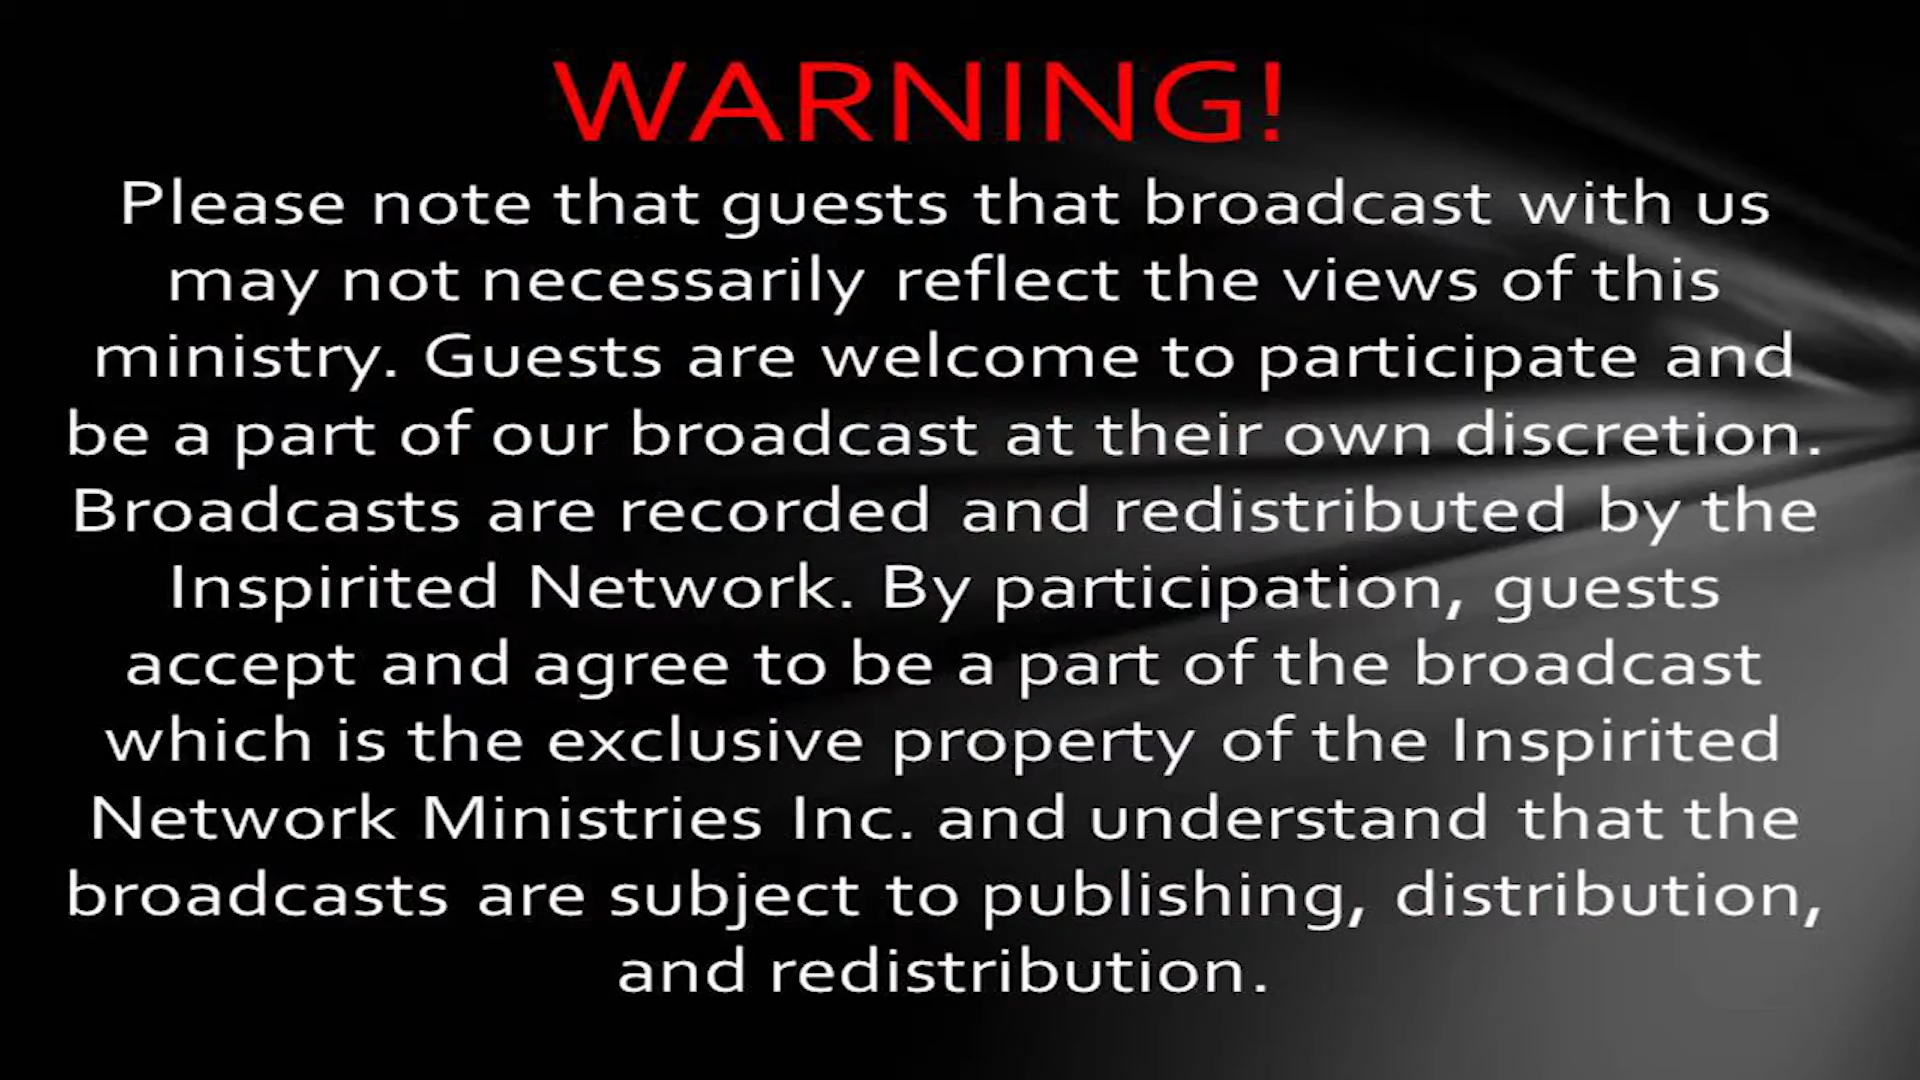 WARNING!
Please note that guests that broadcast with us
may not necessarily reflect the views of this
ministry. Guests are welcome to participate and
be a part of our broadcast at their own discretion.
Broadcasts are recorded and redistributed by the
Inspirited Network. By participation, guests
accept and agree to be a part of the broadcast
which is the exclusive property of the Inspirited
Network Ministries Inc. and understand that the
broadcasts are subject to publishing, distribution,
and redistribution.